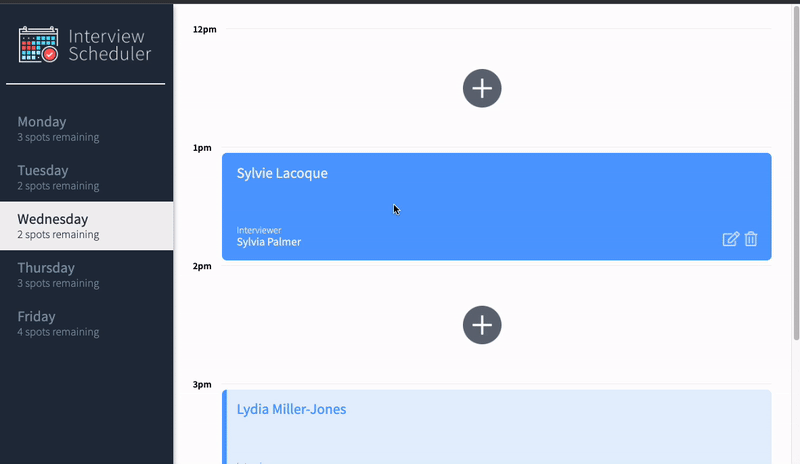 Interview
Scheduler
Monday
3 spots remaining
Tuesday
2 spots remaining
Wednesday
2 spots remaining
Thursday
3 spots remaining
Friday
4 spots remaining
12pm
1pm
Sylvie Lacoque
Interviewer
Sylvia Palmer
2pm
3pm
Lydia Miller-Jones